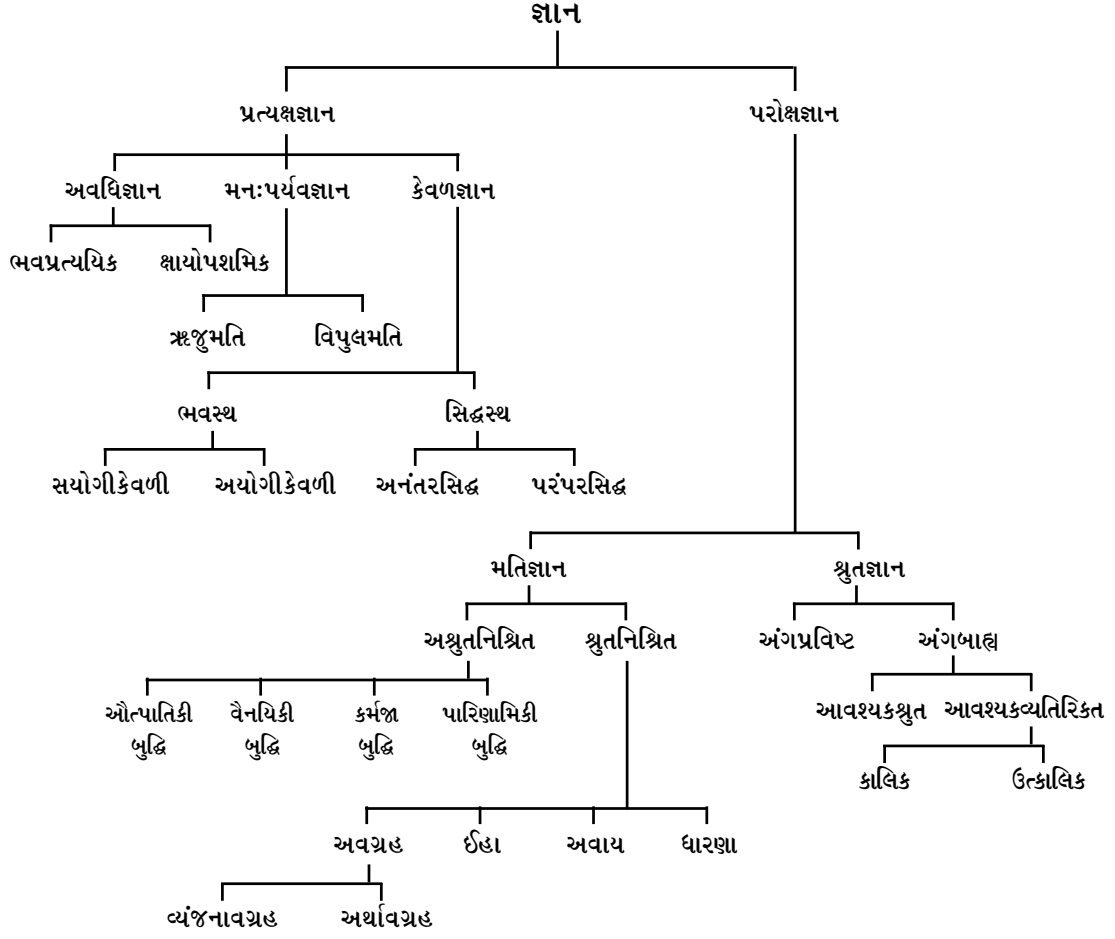 જ્ઞાન
પ્રત્યક્ષજ્ઞાન પરોક્ષજ્ઞાન
અવધિજ્ઞાન મનઃપર્યવજ્ઞાન કેવળજ્ઞાન
ભવપ્રત્યયિક ક્ષાયોપશમિક
ઋજુમતિ વિપુલમતિ
ભવસ્થ સિદ્ધસ્થ
સયોગીકેવળી અયોગીકેવળી અનંતરસિદ્ધ પરંપરસિદ્ધ
મતિજ્ઞાન શ્રુતજ્ઞાન
અશ્રુતનિશ્રિત શ્રુતનિશ્રિત અંગપ્રવિષ્ટ અંગબાહ્ય
ઔત્પાતિકી વૈનયિકી કર્મજા પારિણામિકી આવશ્યકશ્રુત આવશ્યકવ્યતિરિકત
બુદ્ધિ બુદ્ધિ બુદ્ધિ બુદ્ધિ
કાલિક ઉત્કાલિક
અવગ્રહ ઈહા અવાય ધારણા
વ્યંજનાવગ્રહ અર્થાવગ્રહ